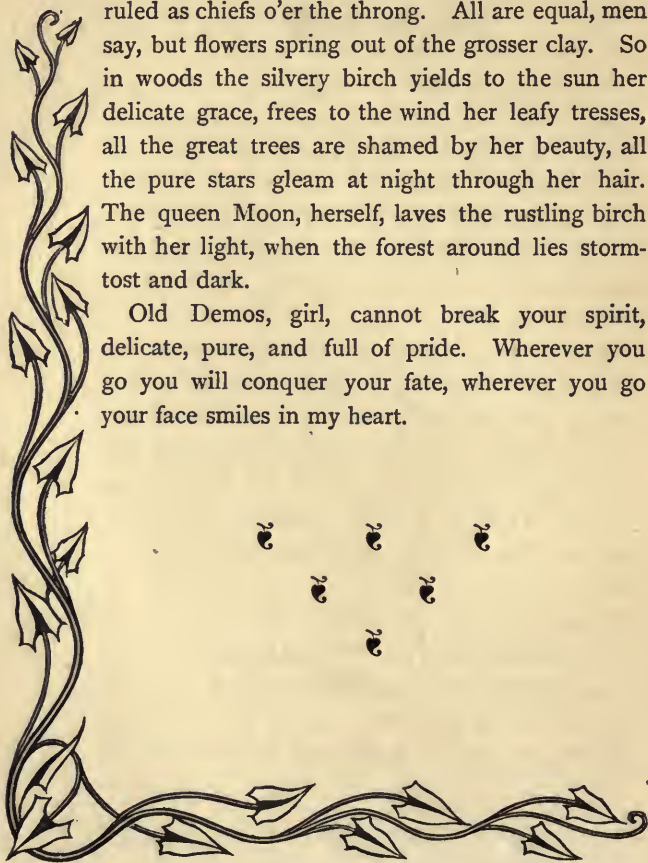 ruled as chiefs o'er the throng. All are equal, men
say, but flowers spring out of the grosser clay. So
in woods the silvery birch yields to the sun her
delicate grace, frees to the wind her leafy tresses,
all the great trees are shamed by her beauty, all
the pure stars gleam at night through her hair.
The queen Moon, herself, laves the rustling birch
with her light, when the forest around lies storm-
tost and dark.
Old Demos, girl, cannot break your spirit,
delicate, pure, and full of pride. Wherever you
go you will conquer your fate, wherever you go
your face smiles in my heart.